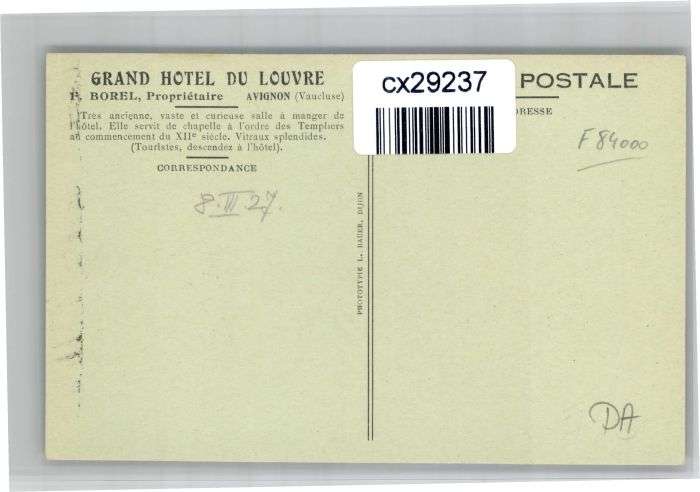 GRAND HOTEL DU LOUVRE
F. BOREL, Propriétaire AVIGNON (Vaucluse)
Très ancienne, vaste et curieuse salle à manger de
l'hôtel. Elle servit de chapelle à l'ordre des Templiers
au commencement du XIIe siècle. Vitraux splendides.
(Touristes, descendez à l'hôtel).
CORRESPONDANCE
8.III.27.
PHOTOTYPIE L. BAUER, DIJON
cx29237
POSTALE
DRESSE
F 84000
DA